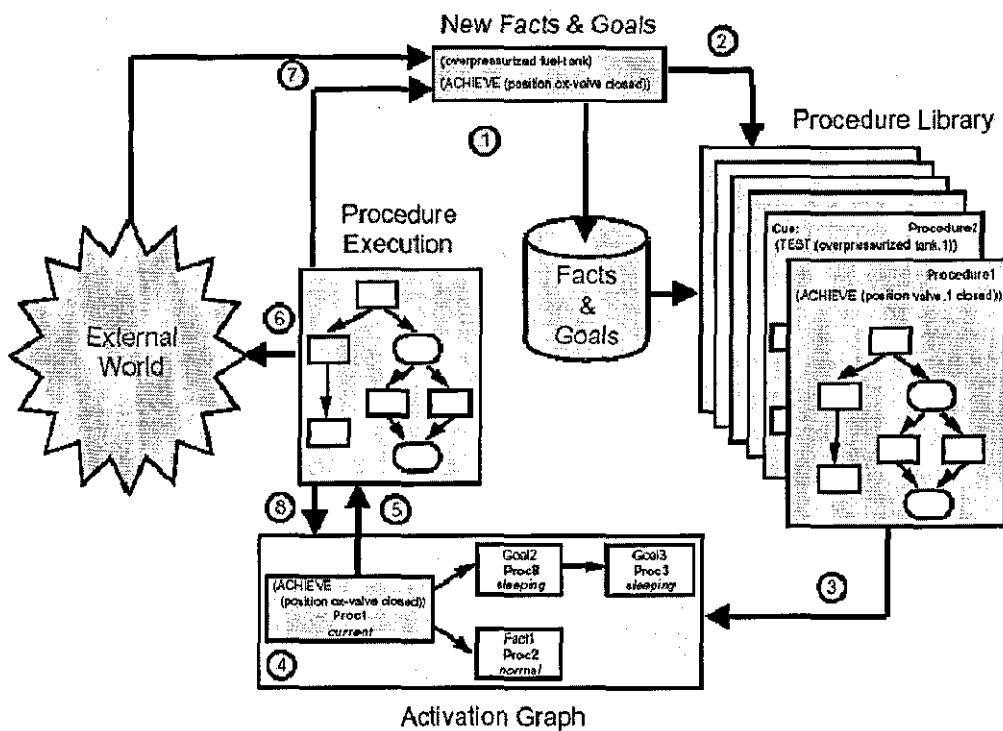 New Facts & Goals
(overpressurized fuel-tank)
(ACHIEVE (position ox-valve closed))
②
⑦
①
Procedure Library
Procedure
Execution
Cue: Procedure2
(TEST (overpressurized tank.1))
Procedure1
(ACHIEVE (position valve.1 closed))
Facts
&
Goals
External
World
⑥
⑧
⑤
③
(ACHIEVE
(position ox-valve closed))
Proc1
current
Goal2
sleeping
Goal3
Proc3
sleeping
Fact1
Proc2
normal
④
Activation Graph